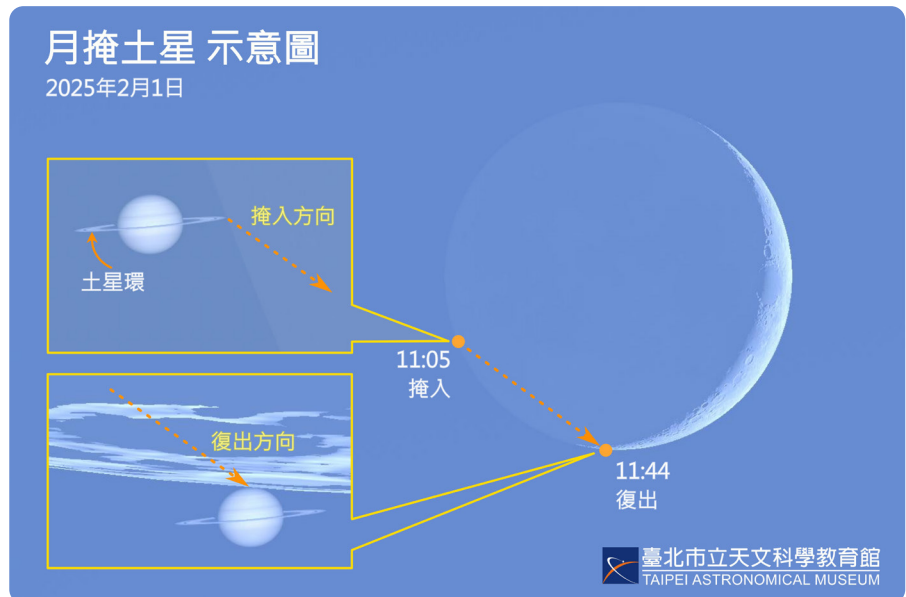 月掩土星 示意圖
2025年2月1日
掩入方向
土星環
11:05
掩入
復出方向
11:44
復出
臺北市立天文科學教育館
TAIPEI ASTRONOMICAL MUSEUM